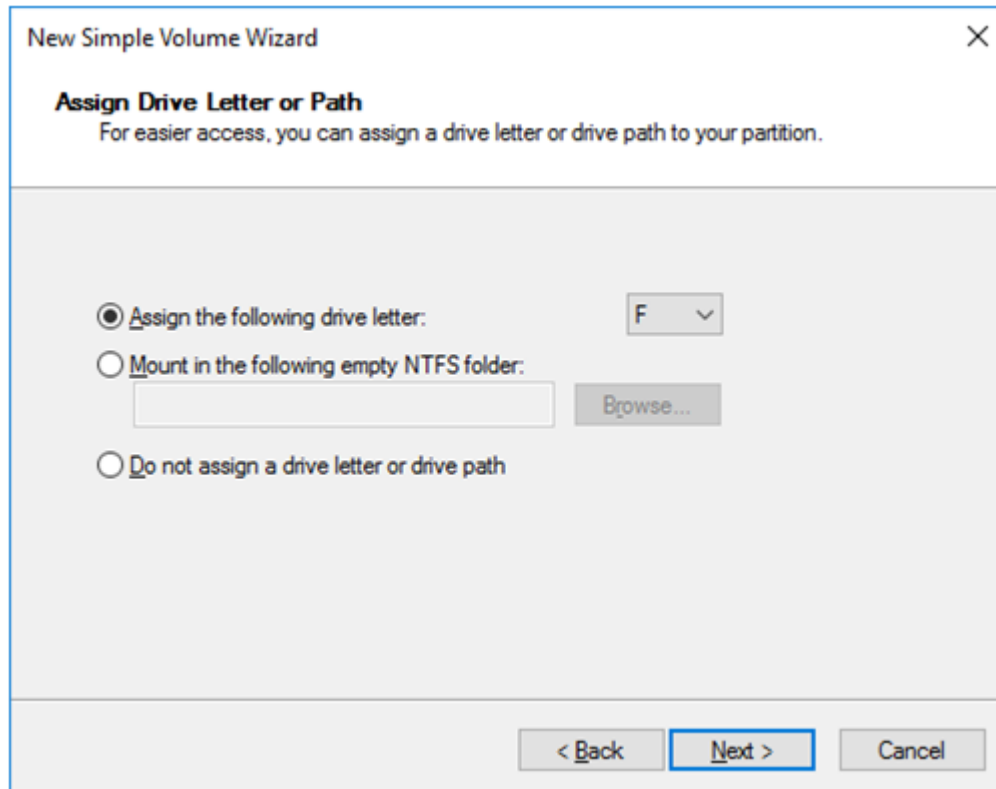 New Simple Volume Wizard
Assign Drive Letter or Path
For easier access, you can assign a drive letter or drive path to your partition.
Assign the following drive letter: F
Mount in the following empty NTFS folder:
Browse...
Do not assign a drive letter or drive path
< Back Next > Cancel